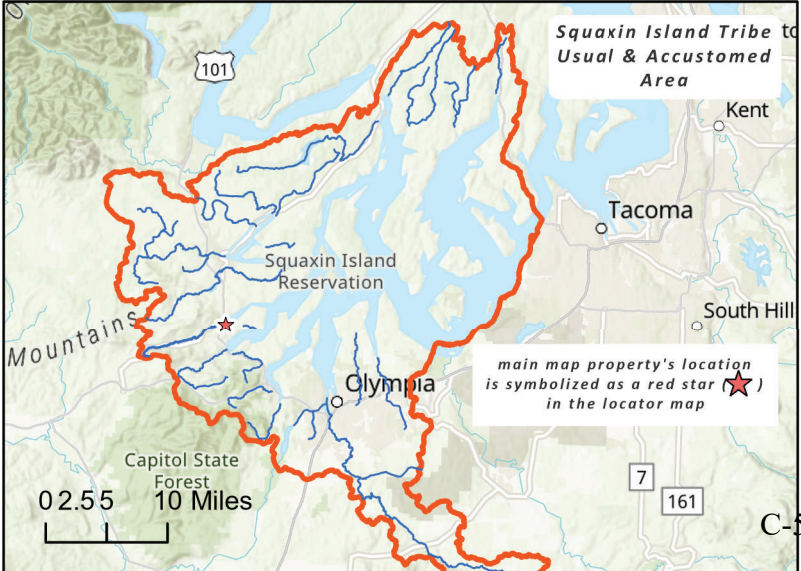 Squaxin Island Tribe
Usual & Accustomed
Area
to
101
Kent
Tacoma
Squaxin Island
Reservation
South Hill
Mountains
main map property's location
is symbolized as a red star ( )
in the locator map
Olympia
Capitol State
Forest
7
161
0 2.5 5 10 Miles